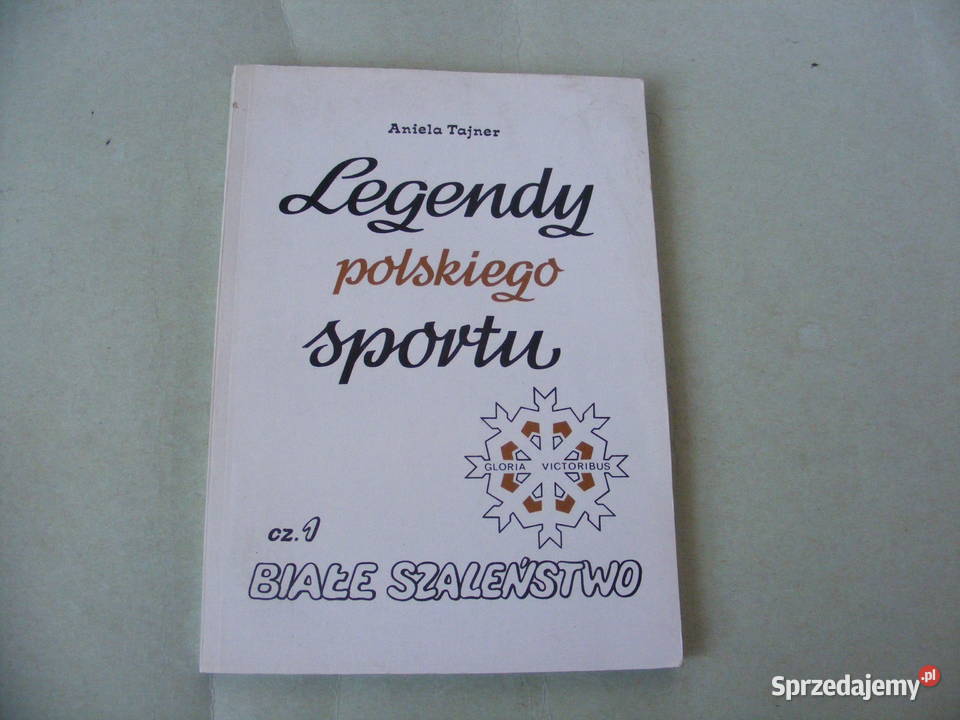 Aniela Tajner
Legendy
polskiego
sportu
GLORIA VICTORIBUS
cz. 1
BIAŁE SZALEŃSTWO
Sprzedajemy.pl